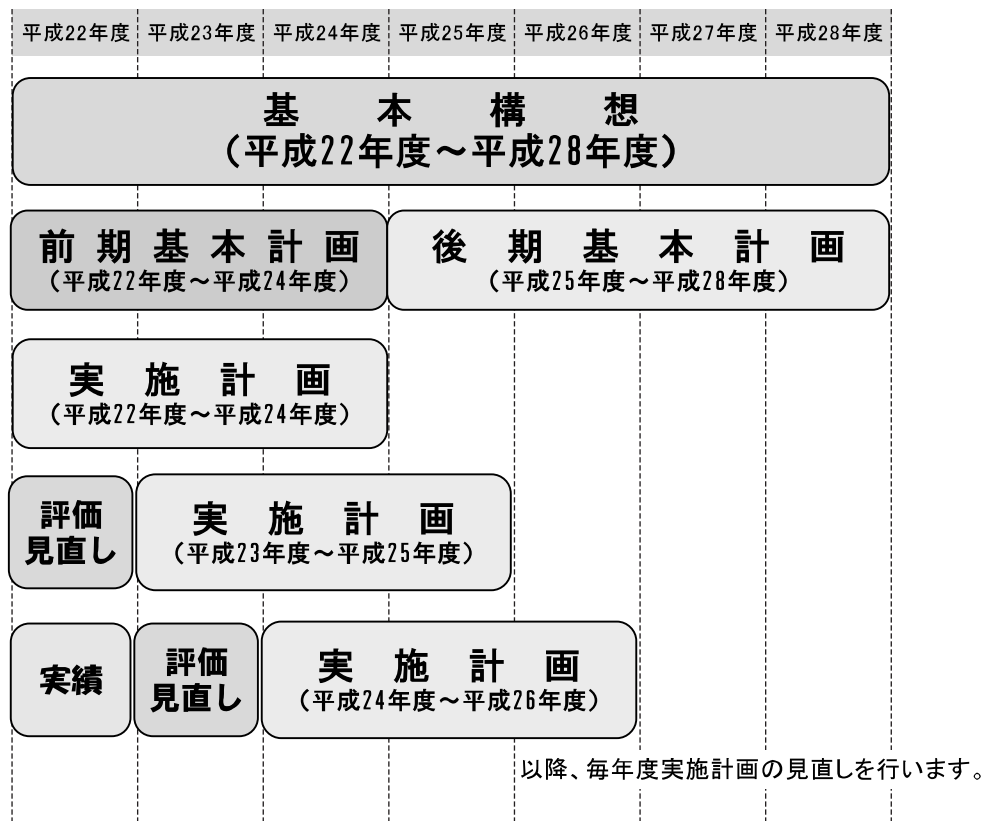 平成22年度 平成23年度 平成24年度 平成25年度 平成26年度 平成27年度 平成28年度
基本構想
(平成22年度～平成28年度)
前期基本計画
(平成22年度～平成24年度)
後期基本計画
(平成25年度～平成28年度)
実施計画
(平成22年度～平成24年度)
評価
見直し
実施計画
(平成23年度～平成25年度)
実績
評価
見直し
実施計画
(平成24年度～平成26年度)
以降、毎年度実施計画の見直しを行います。